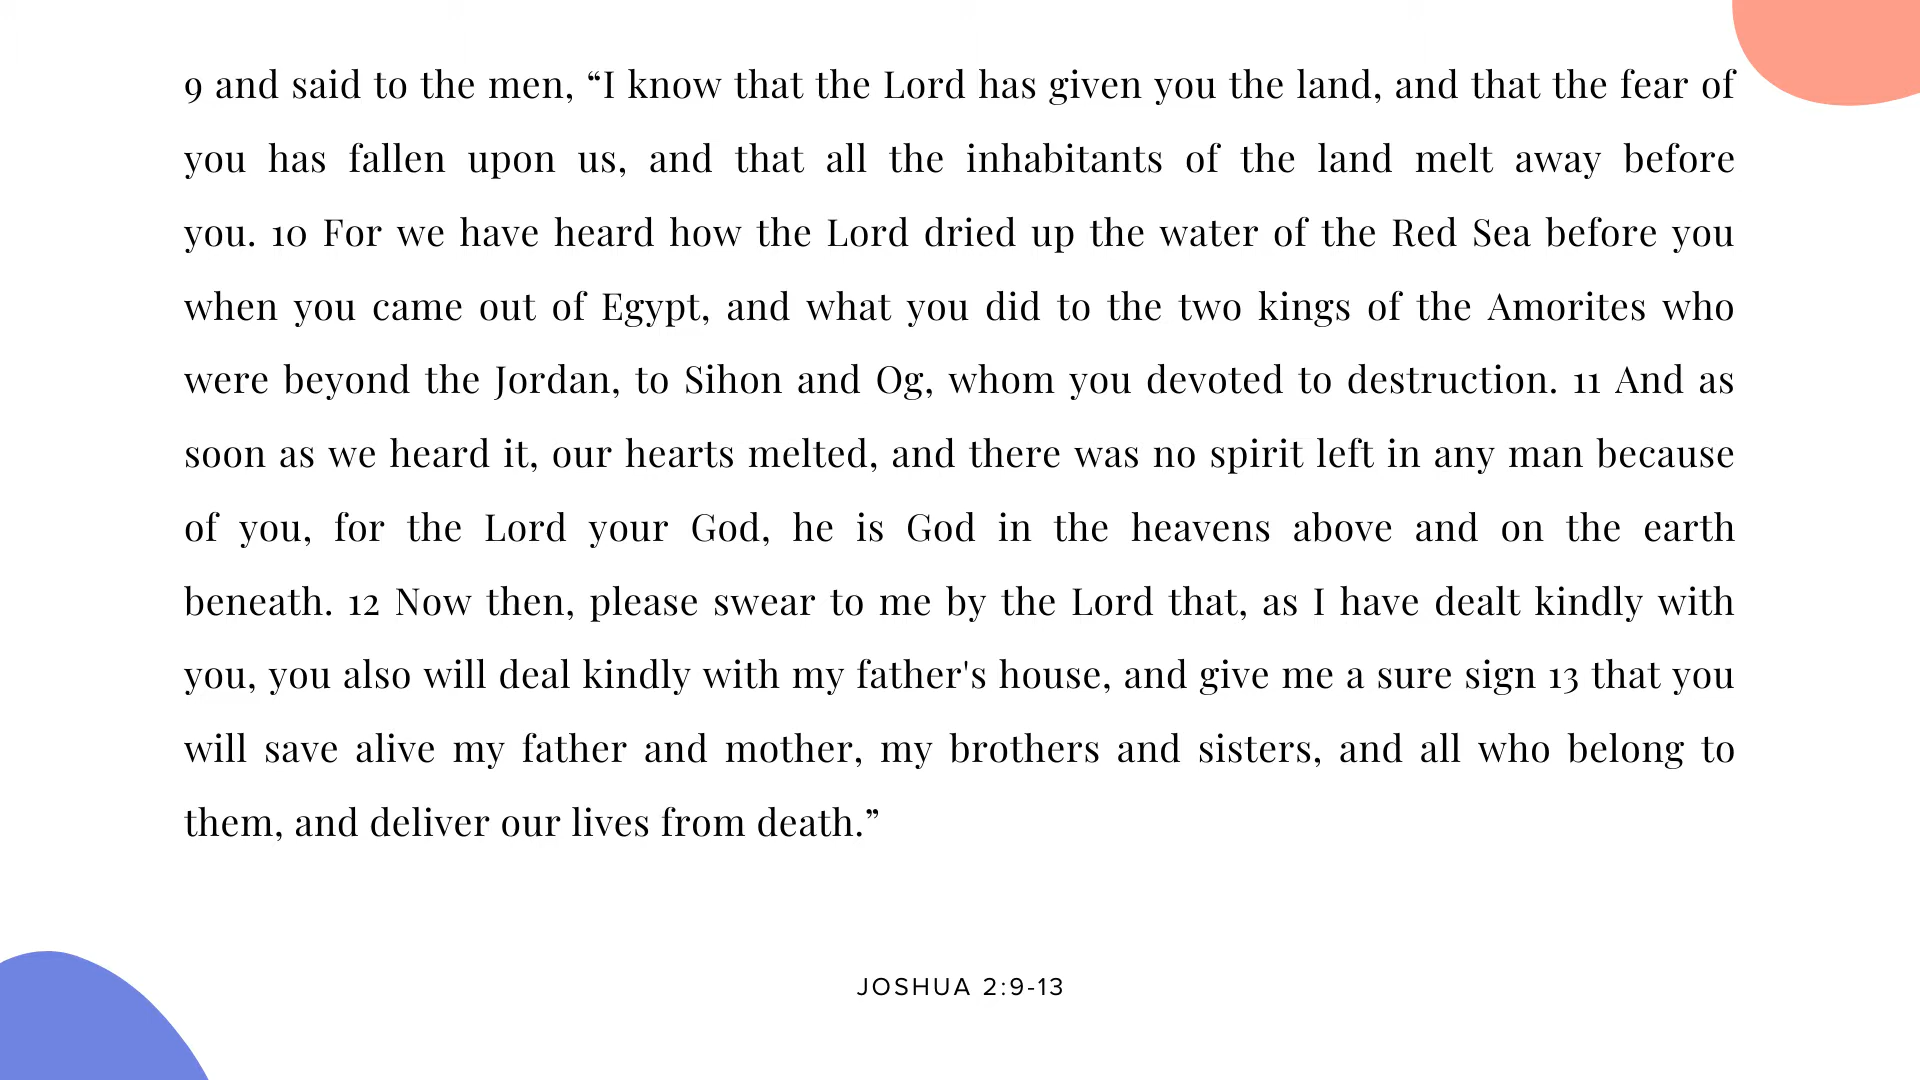 9 and said to the men, “I know that the Lord has given you the land, and that the fear of
you has fallen upon us, and that all the inhabitants of the land melt away before
you. 10 For we have heard how the Lord dried up the water of the Red Sea before you
when you came out of Egypt, and what you did to the two kings of the Amorites who
were beyond the Jordan, to Sihon and Og, whom you devoted to destruction. 11 And as
soon as we heard it, our hearts melted, and there was no spirit left in any man because
of you, for the Lord your God, he is God in the heavens above and on the earth
beneath. 12 Now then, please swear to me by the Lord that, as I have dealt kindly with
you, you also will deal kindly with my father's house, and give me a sure sign 13 that you
will save alive my father and mother, my brothers and sisters, and all who belong to
them, and deliver our lives from death.”
JOSHUA 2:9-13